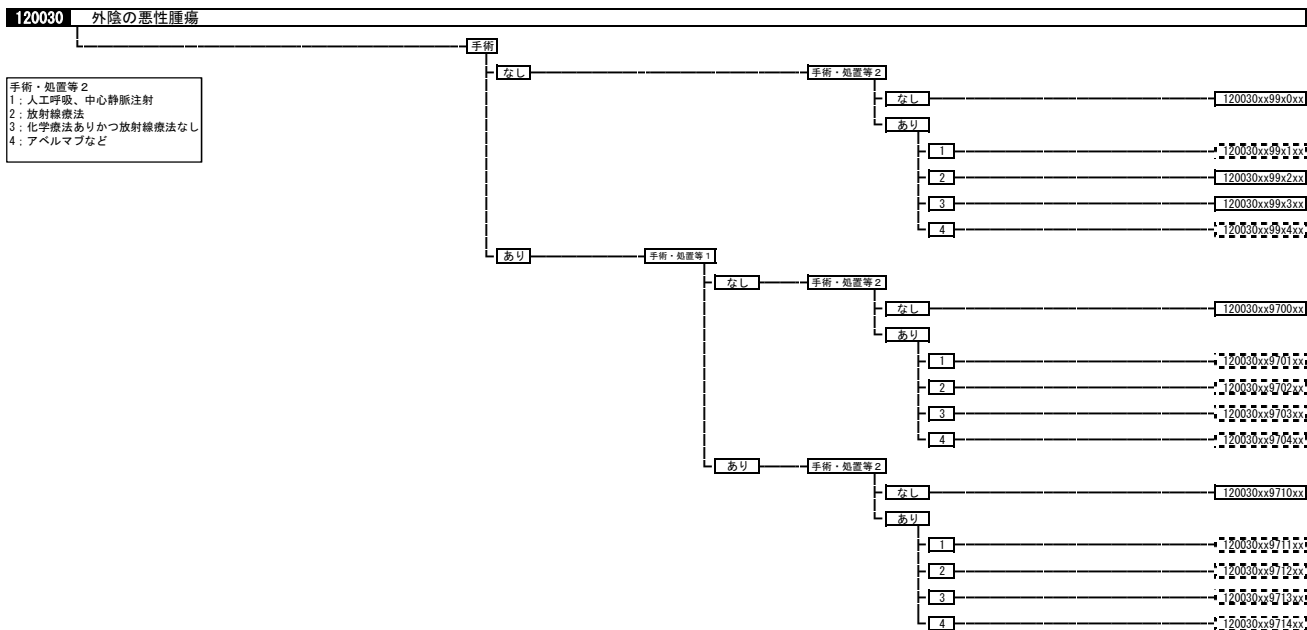 120030 外陰の悪性腫瘍
手術
手術・処置等2
1;人工呼吸、中心静脈注射
2;放射線療法
3;化学療法ありかつ放射線療法なし
4;アベルマブなど
なし 手術・処置等2
なし 120030xx99x0xx
あり
1 120030xx99x1xx
2 120030xx99x2xx
3 120030xx99x3xx
4 120030xx99x4xx
あり 手術・処置等1
なし 手術・処置等2
なし 120030xx9700xx
あり
1 120030xx9701xx
2 120030xx9702xx
3 120030xx9703xx
4 120030xx9704xx
あり 手術・処置等2
なし 120030xx9710xx
あり
1 120030xx9711xx
2 120030xx9712xx
3 120030xx9713xx
4 120030xx9714xx